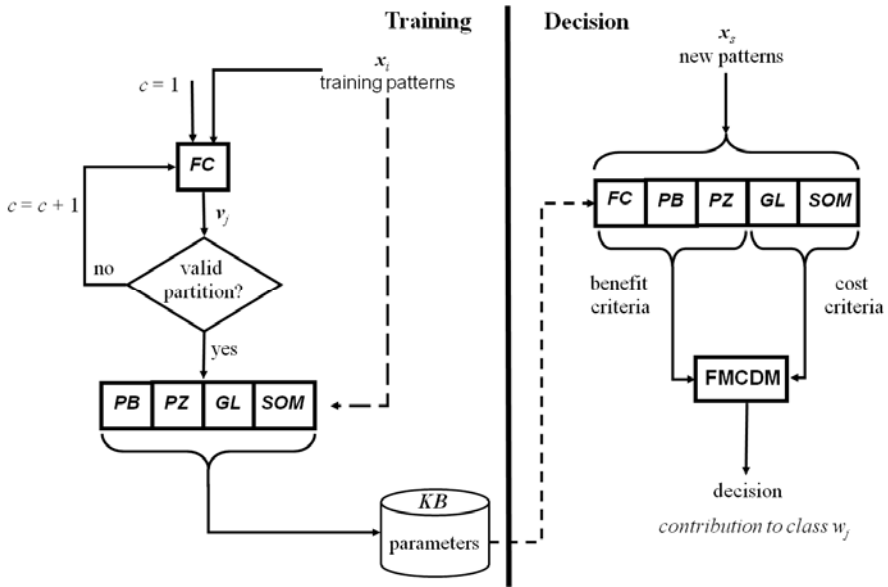 Training
c = 1
x_i
training patterns
FC
c = c + 1
v_j
no
valid
partition?
yes
PB PZ GL SOM
KB
parameters
Decision
x_s
new patterns
FC PB PZ GL SOM
benefit
criteria
cost
criteria
FMCDM
decision
contribution to class w_j